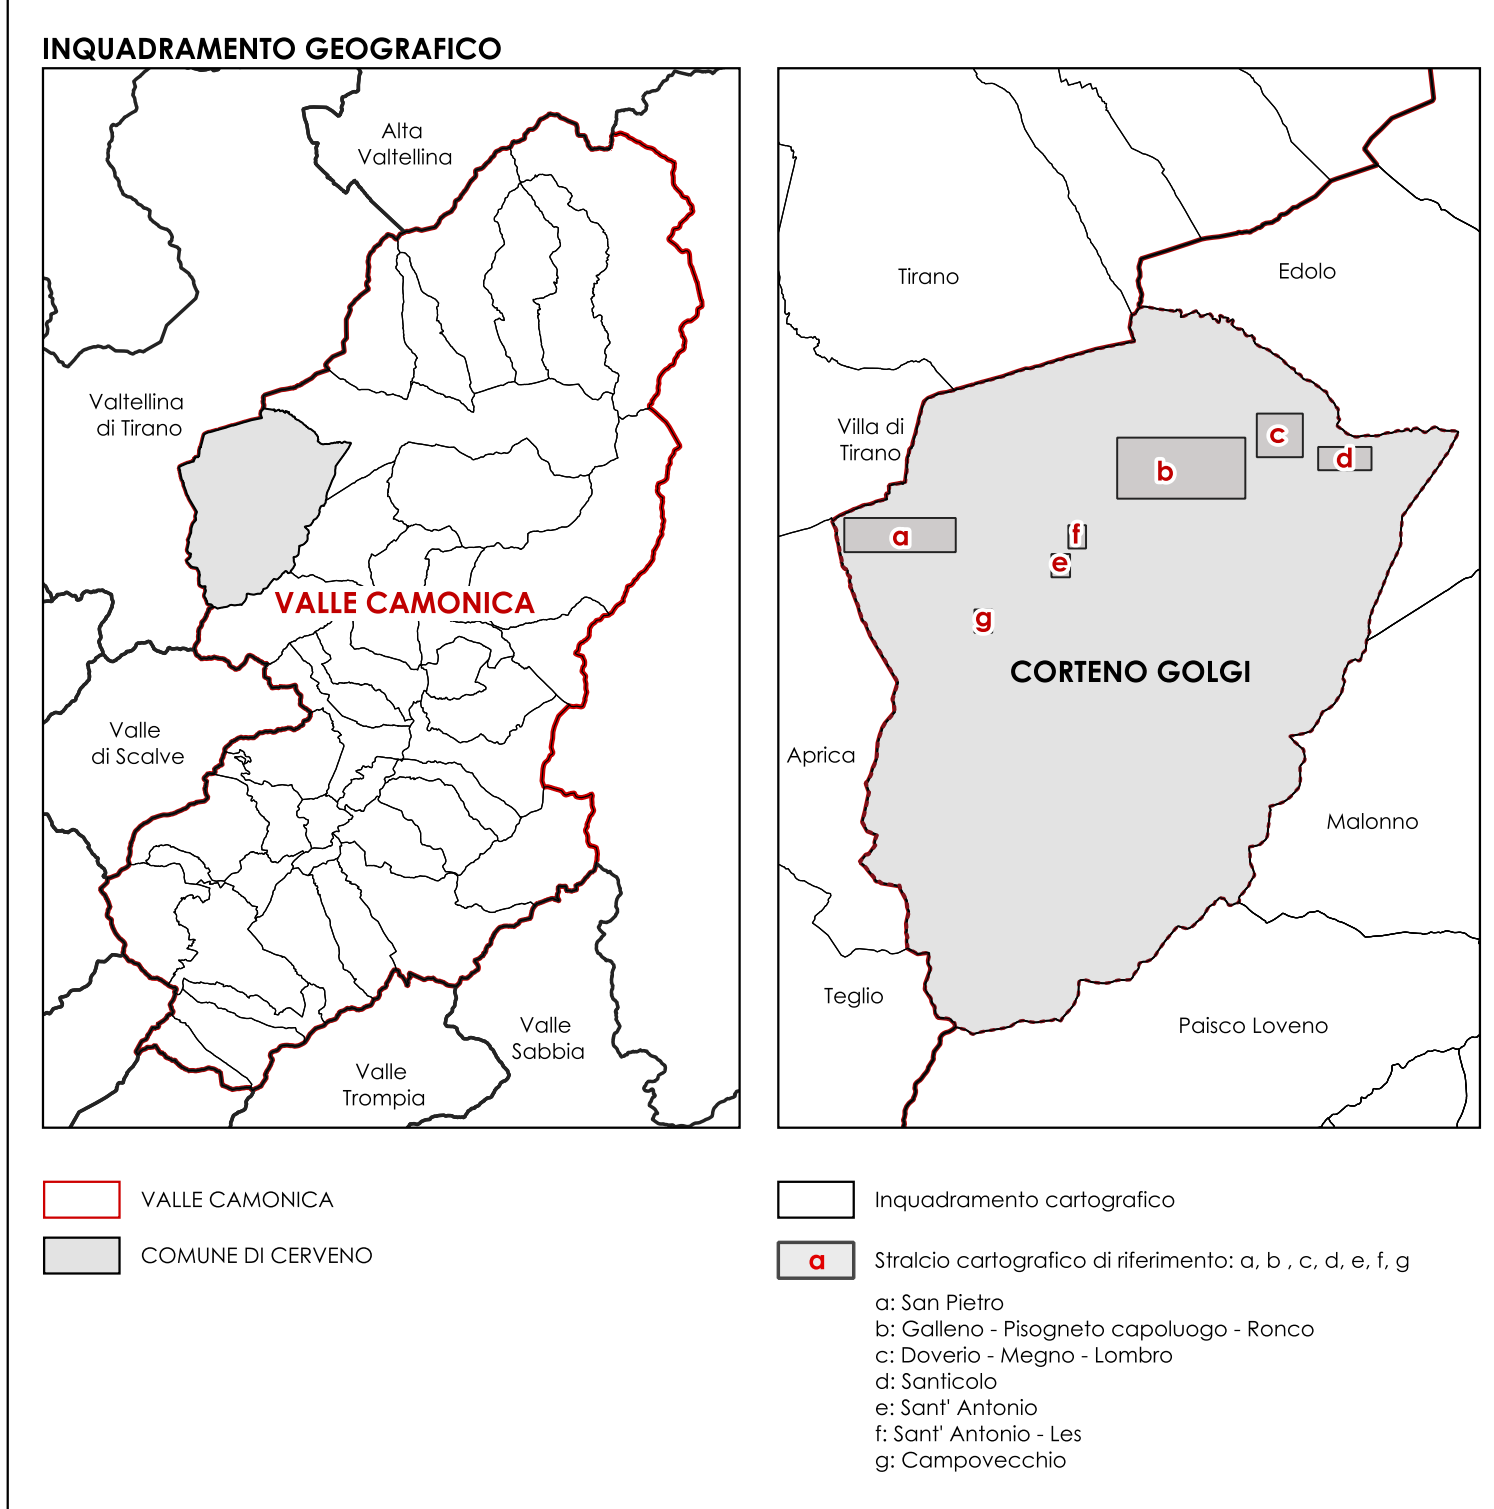 INQUADRAMENTO GEOGRAFICO
Alta
Valtellina
Valtellina
di Tirano
VALLE CAMONICA
Valle
di Scalve
Valle
Sabbia
Valle
Trompia
Tirano
Edolo
Villa di
Tirano
c
d
b
a
f
e
g
CORTENO GOLGI
Aprica
Malonno
Teglio
Paisco Loveno
VALLE CAMONICA
COMUNE DI CERVENO
Inquadramento cartografico
a
Stralcio cartografico di riferimento: a, b , c, d, e, f, g
a: San Pietro
b: Galleno - Pisogneto capoluogo - Ronco
c: Doverio - Megno - Lombro
d: Santicolo
e: Sant' Antonio
f: Sant' Antonio - Les
g: Campovecchio